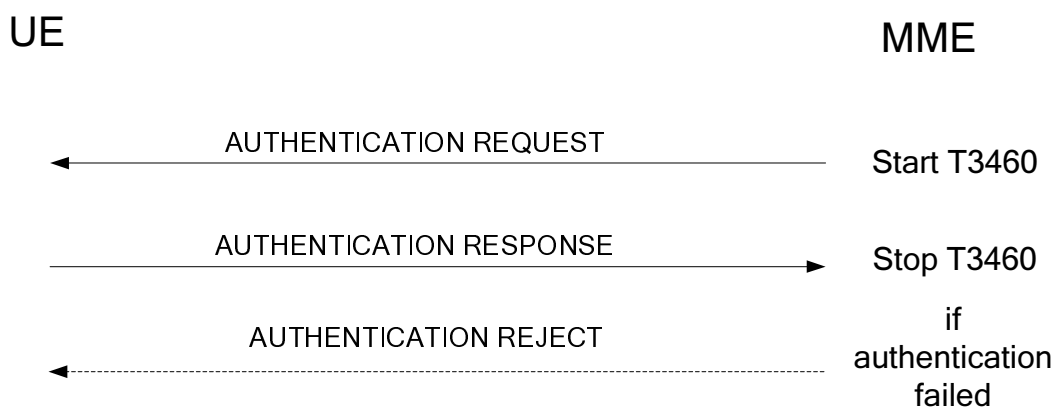 UE
MME
AUTHENTICATION REQUEST
Start T3460
AUTHENTICATION RESPONSE
Stop T3460
AUTHENTICATION REJECT
if
authentication
failed